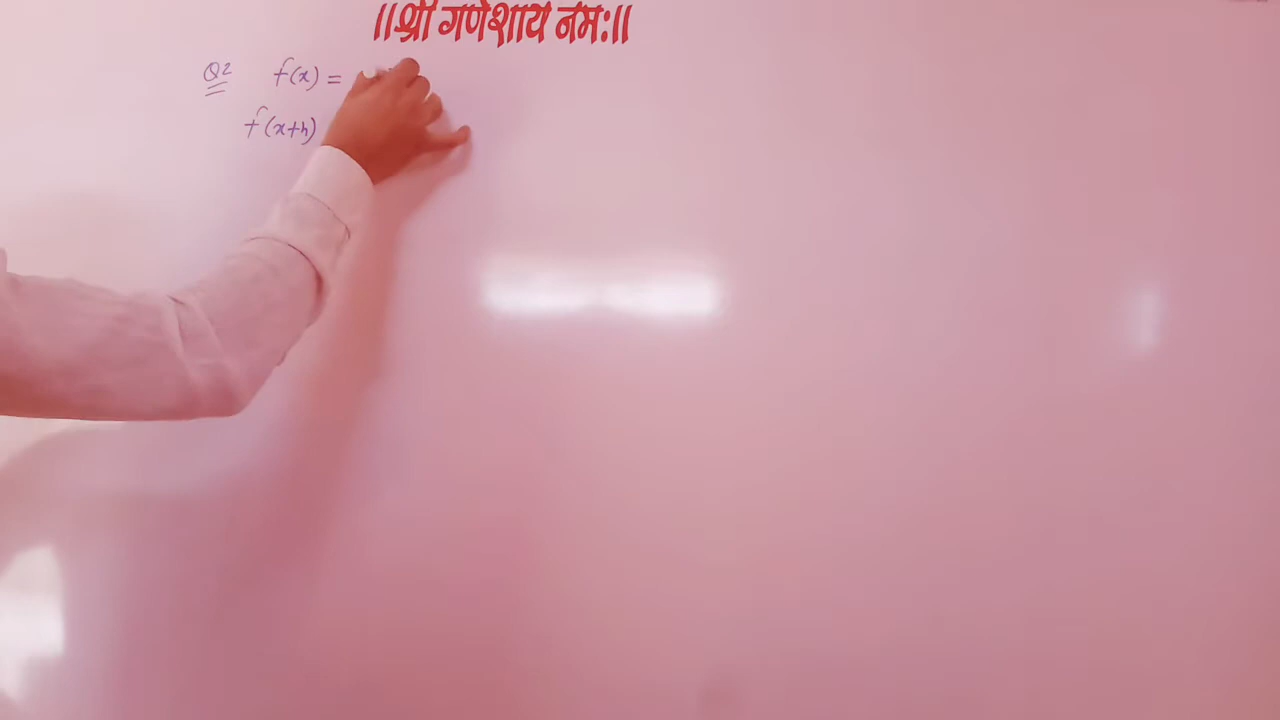 ||श्री गणेशाय नमः||
Q2 f(x) =
f(x+h)